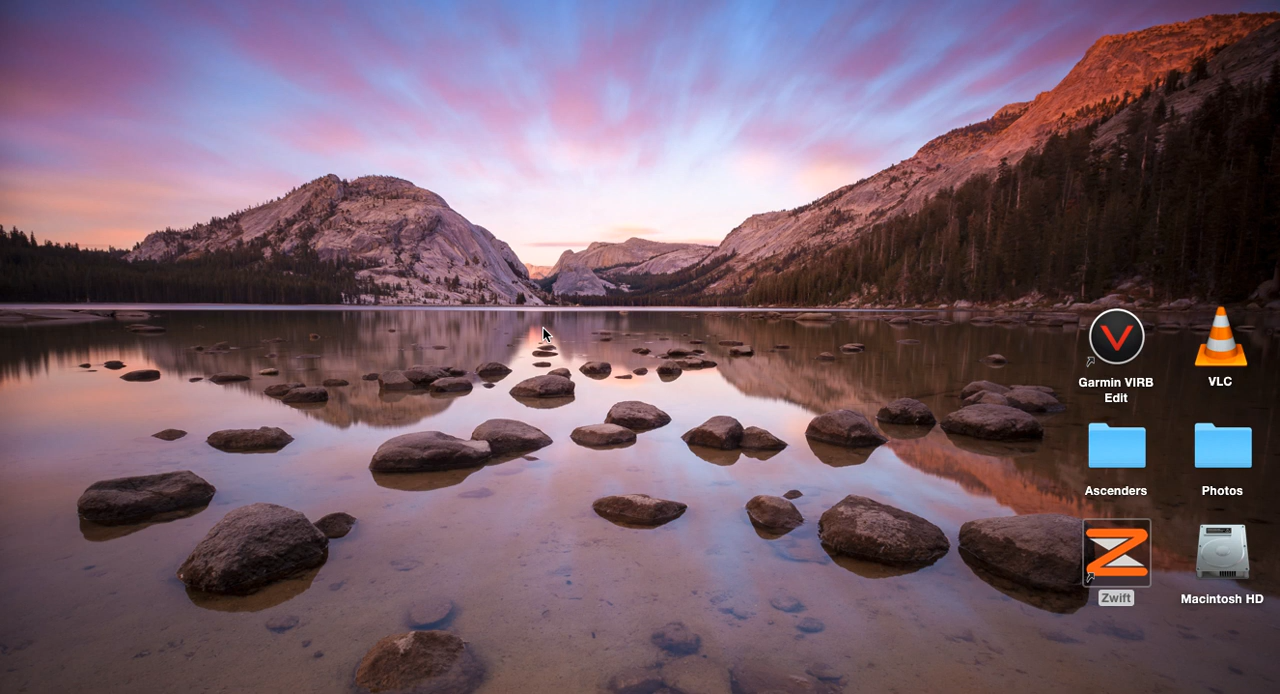 Garmin VIRB
Edit
VLC
Ascenders
Photos
Zwift
Macintosh HD